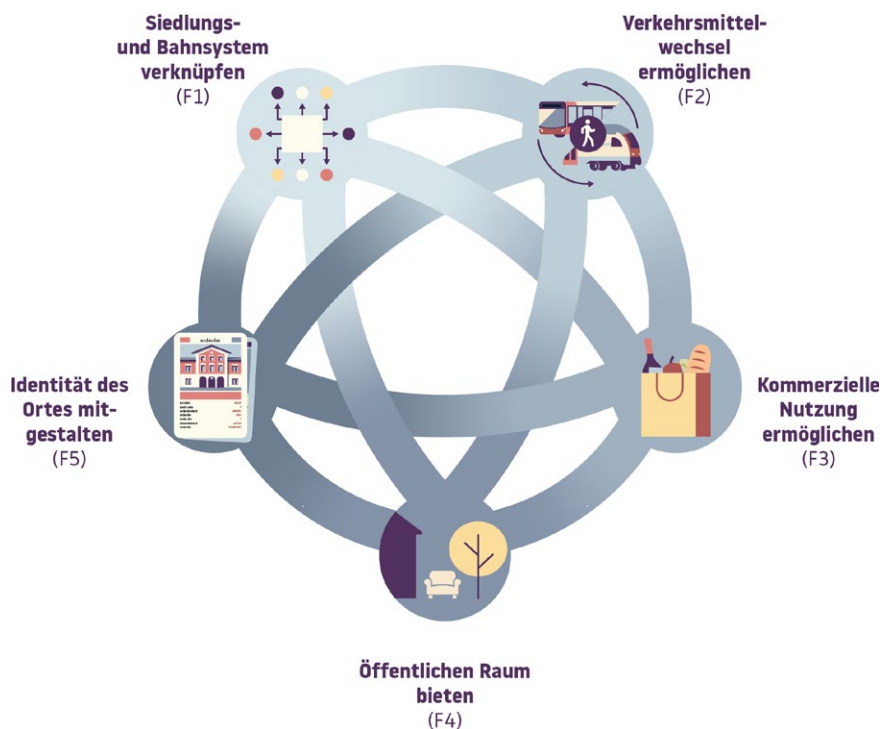 Siedlungs-
und Bahnsystem
verknüpfen
(F1)
Verkehrsmittel-
wechsel
ermöglichen
(F2)
Identität des
Ortes mit-
gestalten
(F5)
Kommerzielle
Nutzung
ermöglichen
(F3)
Öffentlichen Raum
bieten
(F4)